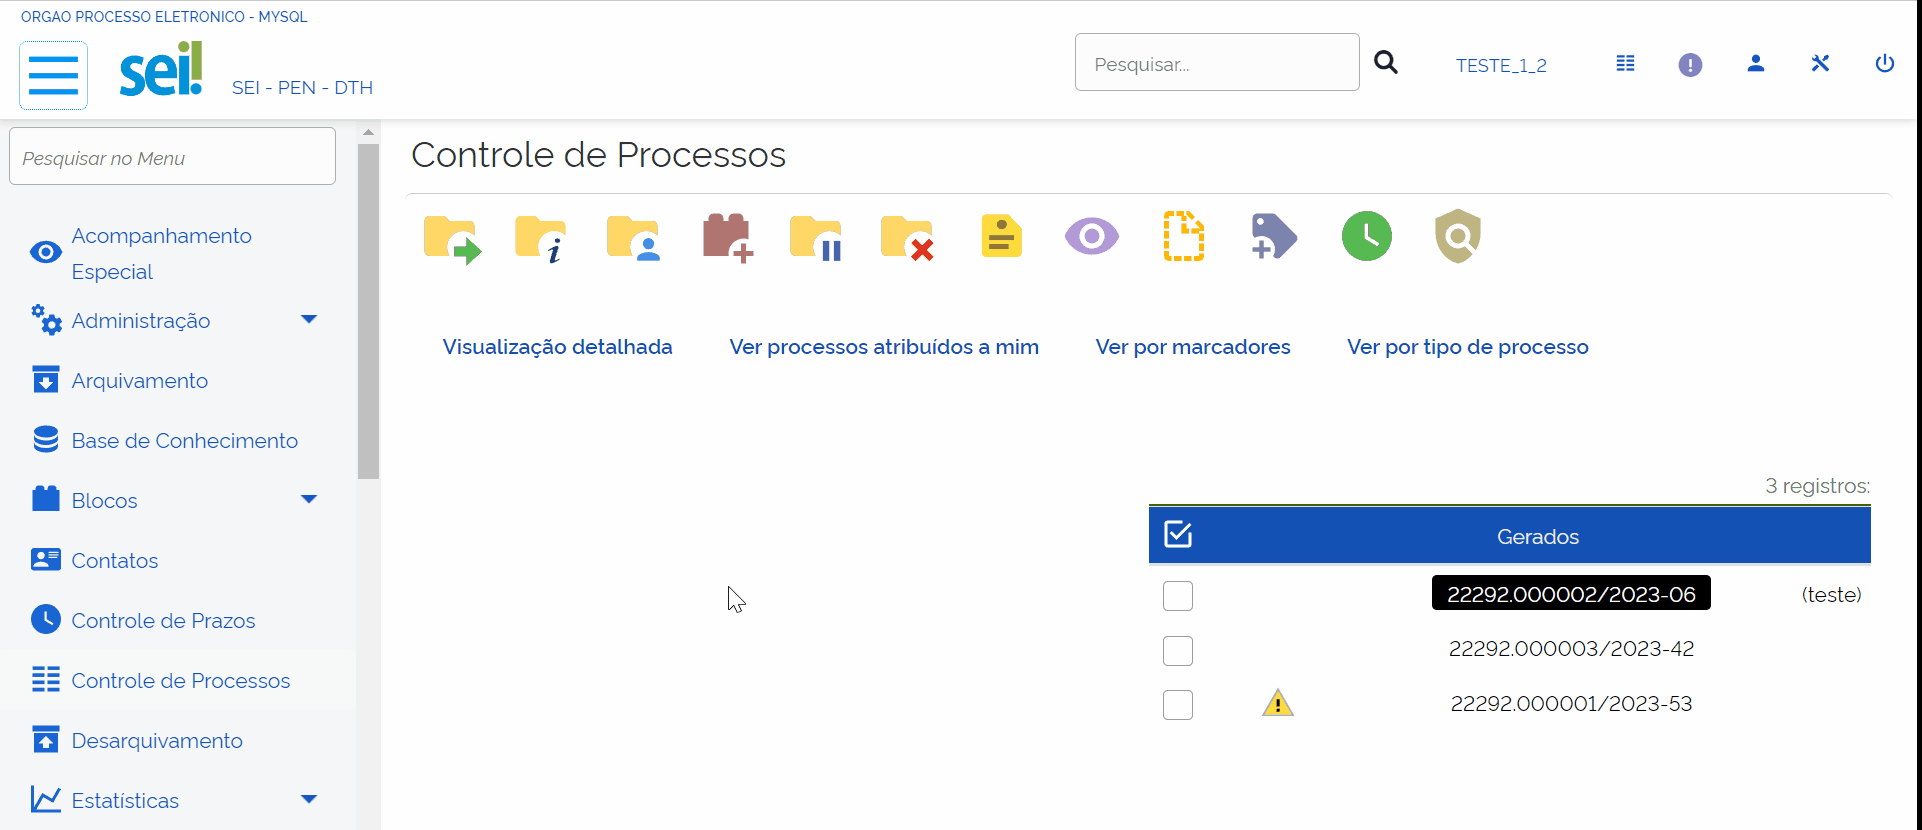 ORGAO PROCESSO ELETRONICO - MYSQL
sei!
SEI - PEN - DTH
Pesquisar...
TESTE_1_2
Pesquisar no Menu
Acompanhamento
Especial
Administração
Arquivamento
Base de Conhecimento
Blocos
Contatos
Controle de Prazos
Controle de Processos
Desarquivamento
Estatísticas
Controle de Processos
Visualização detalhada
Ver processos atribuídos a mim
Ver por marcadores
Ver por tipo de processo
3 registros:
Gerados
22292.000002/2023-06 (teste)
22292.000003/2023-42
22292.000001/2023-53